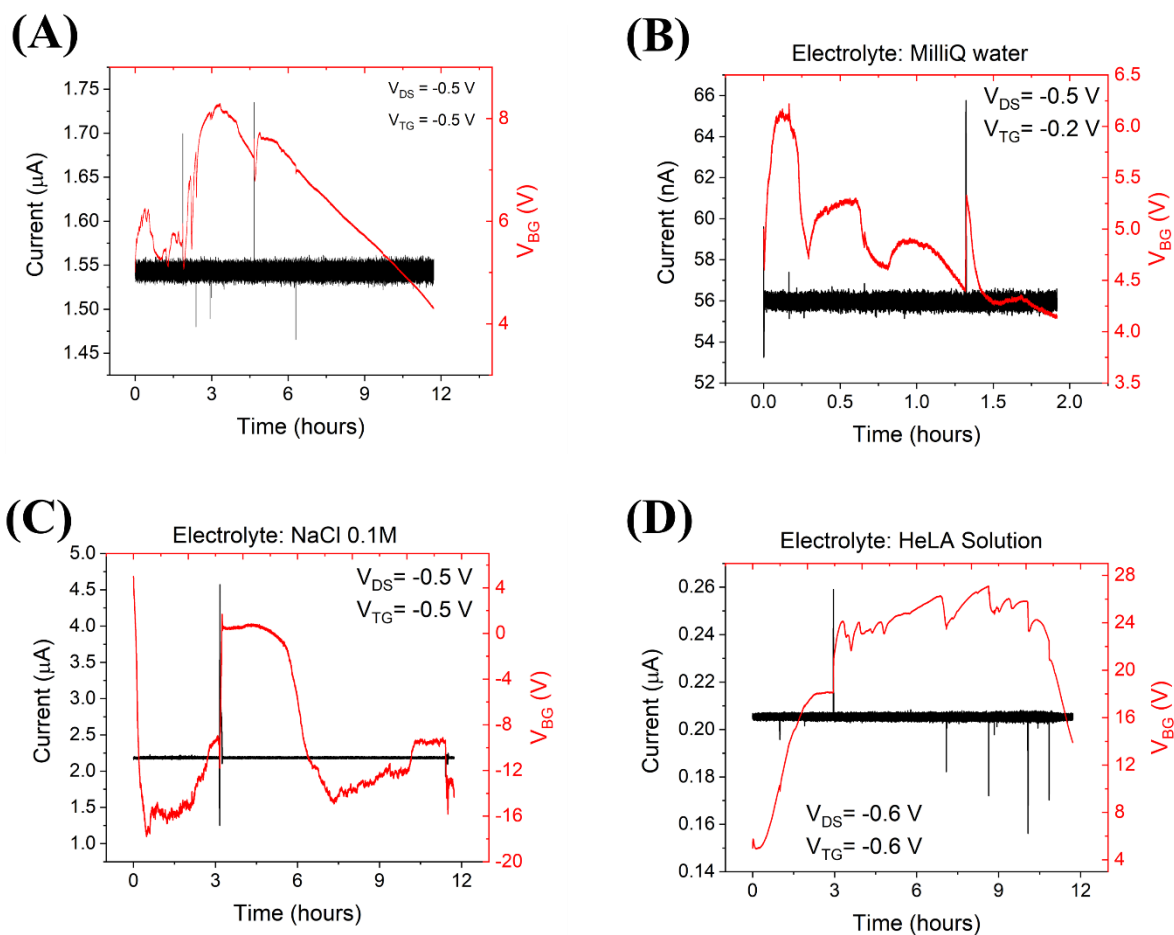 (A)
V_DS = -0.5 V
V_TG = -0.5 V
1.75
1.70
1.65
1.60
1.55
1.50
1.45
Current (μA)
8
6
4
V_BG (V)
0 3 6 9 12
Time (hours)
(B)
Electrolyte: MilliQ water
V_DS= -0.5 V
V_TG= -0.2 V
66
64
62
60
58
56
54
52
Current (nA)
6.5
6.0
5.5
5.0
4.5
4.0
3.5
V_BG (V)
0.0 0.5 1.0 1.5 2.0
Time (hours)
(C)
Electrolyte: NaCl 0.1M
V_DS= -0.5 V
V_TG= -0.5 V
5.0
4.5
4.0
3.5
3.0
2.5
2.0
1.5
1.0
Current (μA)
4
0
-4
-8
-12
-16
-20
V_BG (V)
0 3 6 9 12
Time (hours)
(D)
Electrolyte: HeLA Solution
V_DS= -0.6 V
V_TG= -0.6 V
0.26
0.24
0.22
0.20
0.18
0.16
0.14
Current (μA)
28
24
20
16
12
8
4
V_BG (V)
0 3 6 9 12
Time (hours)